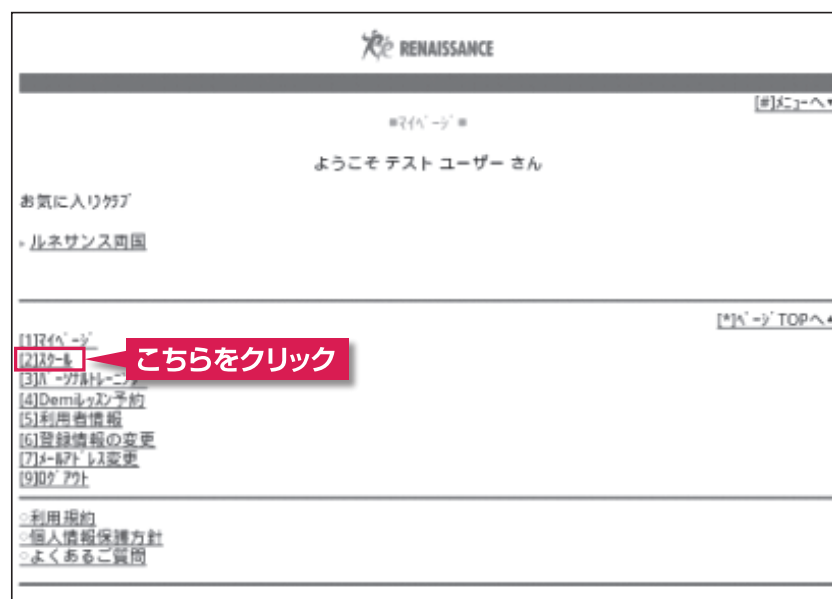 RENAISSANCE
[#]ﾒﾆｭｰへ▼
■ﾏｲﾍﾟｰｼﾞ■
ようこそ テスト ユーザー さん
お気に入りｸﾗﾌﾞ
ルネサンス両国
[*]ﾍﾟｰｼﾞTOPへ▲
[1]ﾏｲﾍﾟｰｼﾞ
[2]ｽｸｰﾙ
こちらをクリック
[3]ﾊﾟｰｿﾅﾙﾄﾚｰﾆﾝｸﾞ
[4]Demiﾚｯｽﾝ予約
[5]利用者情報
[6]登録情報の変更
[7]ﾒｰﾙｱﾄﾞﾚｽ変更
[9]ﾛｸﾞｱｳﾄ
○利用規約
○個人情報保護方針
○よくあるご質問